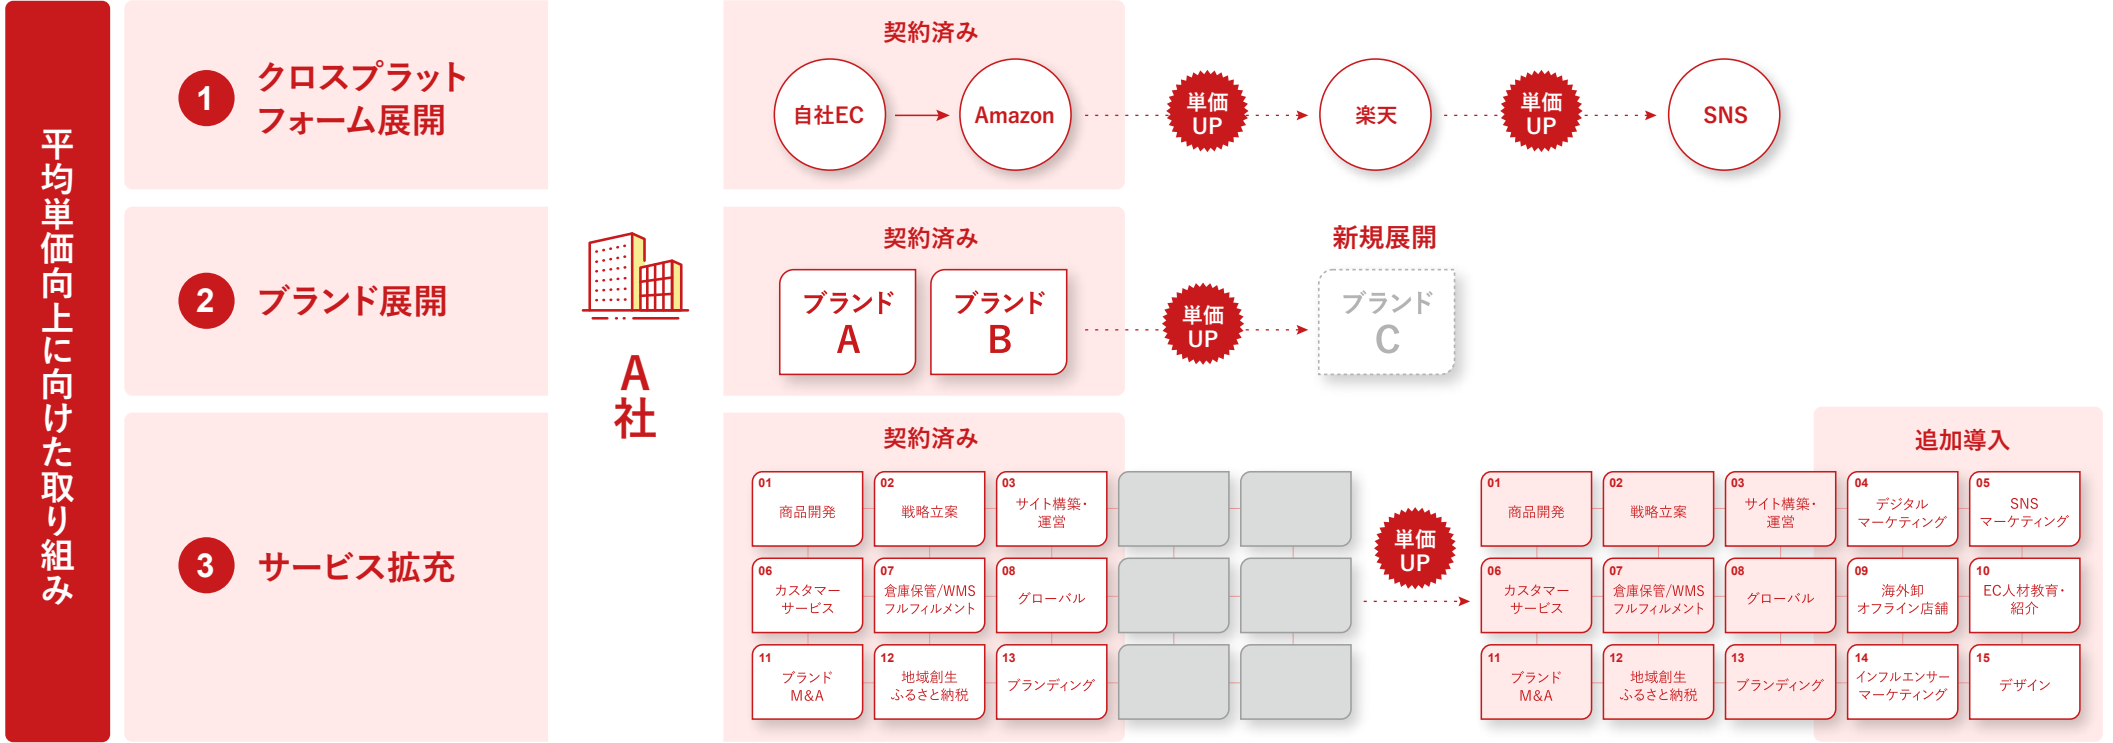 平均単価向上に向けた取り組み
1
クロスプラット
フォーム展開
A
社
契約済み
自社EC
Amazon
単価
UP
楽天
単価
UP
SNS
2
ブランド展開
契約済み
ブランド
A
ブランド
B
単価
UP
新規展開
ブランド
C
3
サービス拡充
契約済み
01
商品開発
02
戦略立案
03
サイト構築・
運営
06
カスタマー
サービス
07
倉庫保管/WMS
フルフィルメント
08
グローバル
11
ブランド
M&A
12
地域創生
ふるさと納税
13
ブランディング
単価
UP
追加導入
01
商品開発
02
戦略立案
03
サイト構築・
運営
04
デジタル
マーケティング
05
SNS
マーケティング
06
カスタマー
サービス
07
倉庫保管/WMS
フルフィルメント
08
グローバル
09
海外卸
オフライン店舗
10
EC人材教育・
紹介
11
ブランド
M&A
12
地域創生
ふるさと納税
13
ブランディング
14
インフルエンサー
マーケティング
15
デザイン